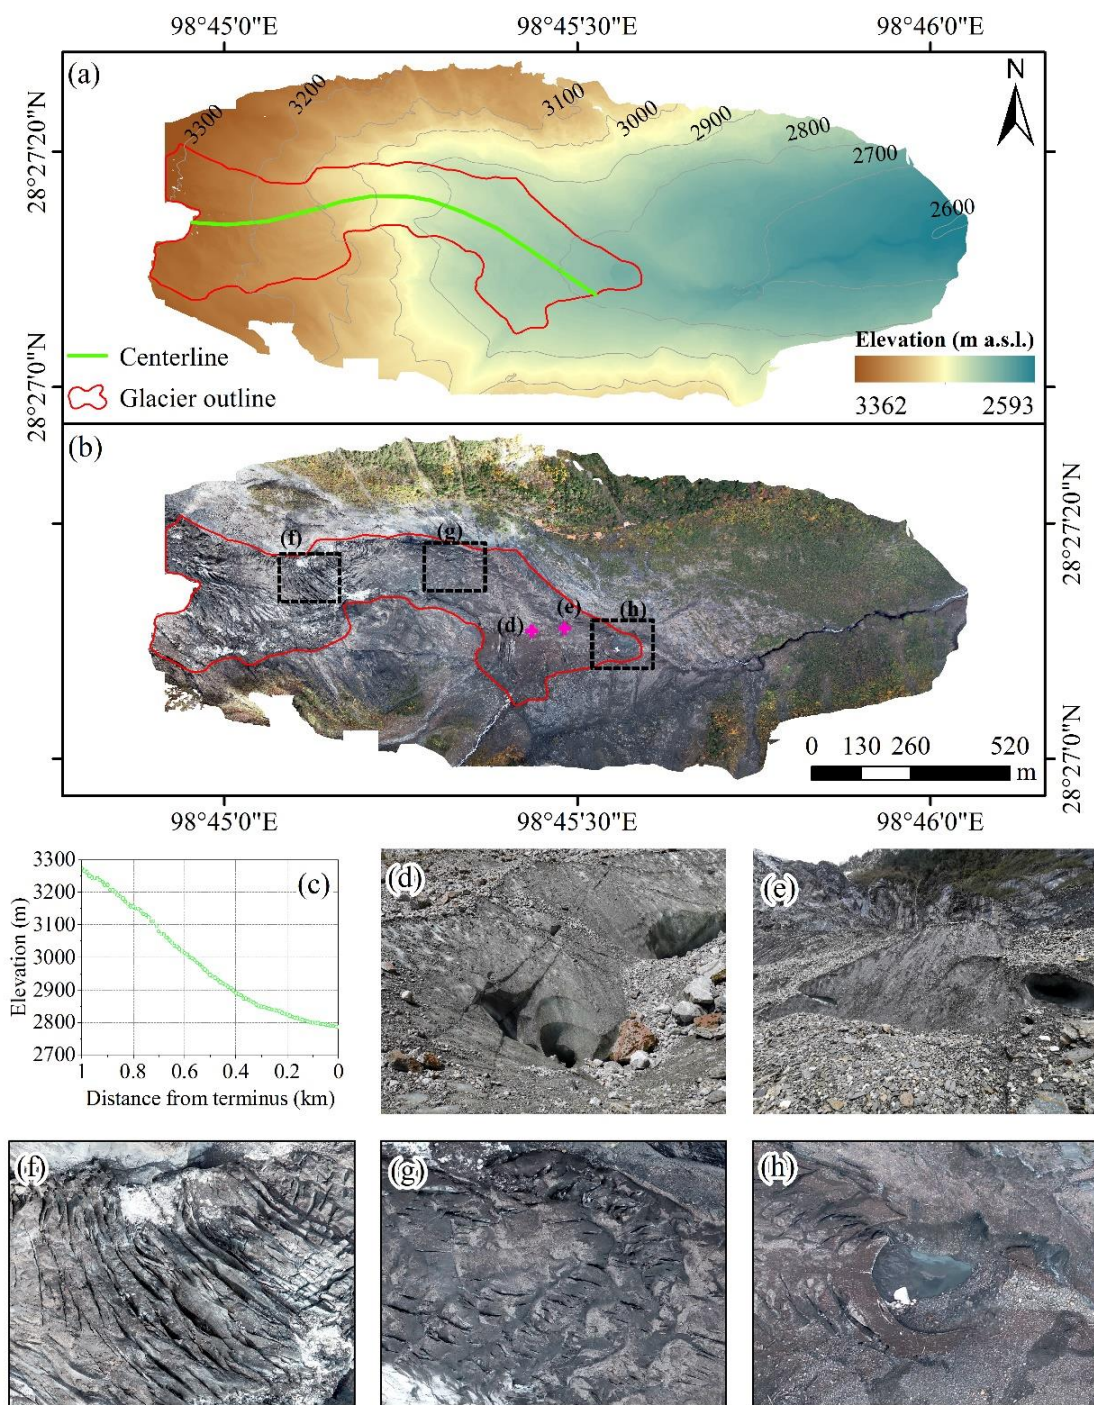 98°45'0"E 98°45'30"E 98°46'0"E
(a)
N
3300
3200
3100
3000
2900
2800
2700
2600
28°27'20"N
28°27'0"N
Centerline
Glacier outline
Elevation (m a.s.l.)
3362 2593
(b)
(f)
(g)
(d)
(e)
(h)
28°27'20"N
28°27'0"N
0 130 260 520
m
98°45'0"E 98°45'30"E 98°46'0"E
(c)
Elevation (m)
3300
3200
3100
3000
2900
2800
2700
1 0.8 0.6 0.4 0.2 0
Distance from terminus (km)
(d)
(e)
(f)
(g)
(h)